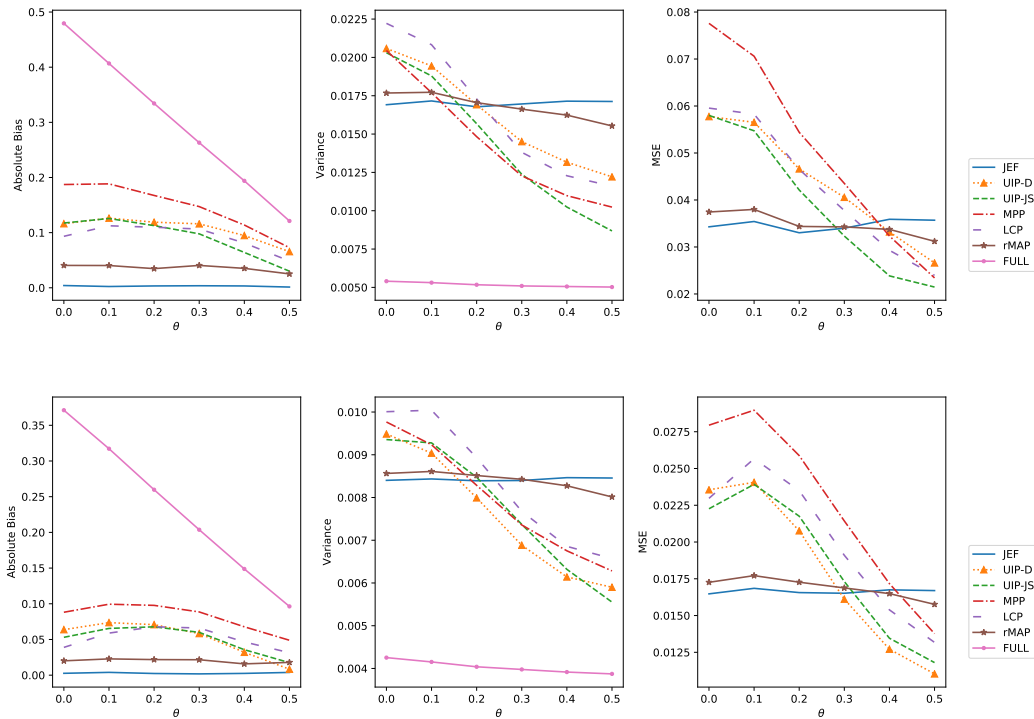 Absolute Bias
0.5
0.4
0.3
0.2
0.1
0.0
0.0 0.1 0.2 0.3 0.4 0.5
θ
Variance
0.0225
0.0200
0.0175
0.0150
0.0125
0.0100
0.0075
0.0050
0.0 0.1 0.2 0.3 0.4 0.5
θ
MSE
0.08
0.07
0.06
0.05
0.04
0.03
0.02
0.0 0.1 0.2 0.3 0.4 0.5
θ
JEF
UIP-D
UIP-JS
MPP
LCP
rMAP
FULL
Absolute Bias
0.35
0.30
0.25
0.20
0.15
0.10
0.05
0.00
0.0 0.1 0.2 0.3 0.4 0.5
θ
Variance
0.010
0.009
0.008
0.007
0.006
0.005
0.004
0.0 0.1 0.2 0.3 0.4 0.5
θ
MSE
0.0275
0.0250
0.0225
0.0200
0.0175
0.0150
0.0125
0.0 0.1 0.2 0.3 0.4 0.5
θ
JEF
UIP-D
UIP-JS
MPP
LCP
rMAP
FULL